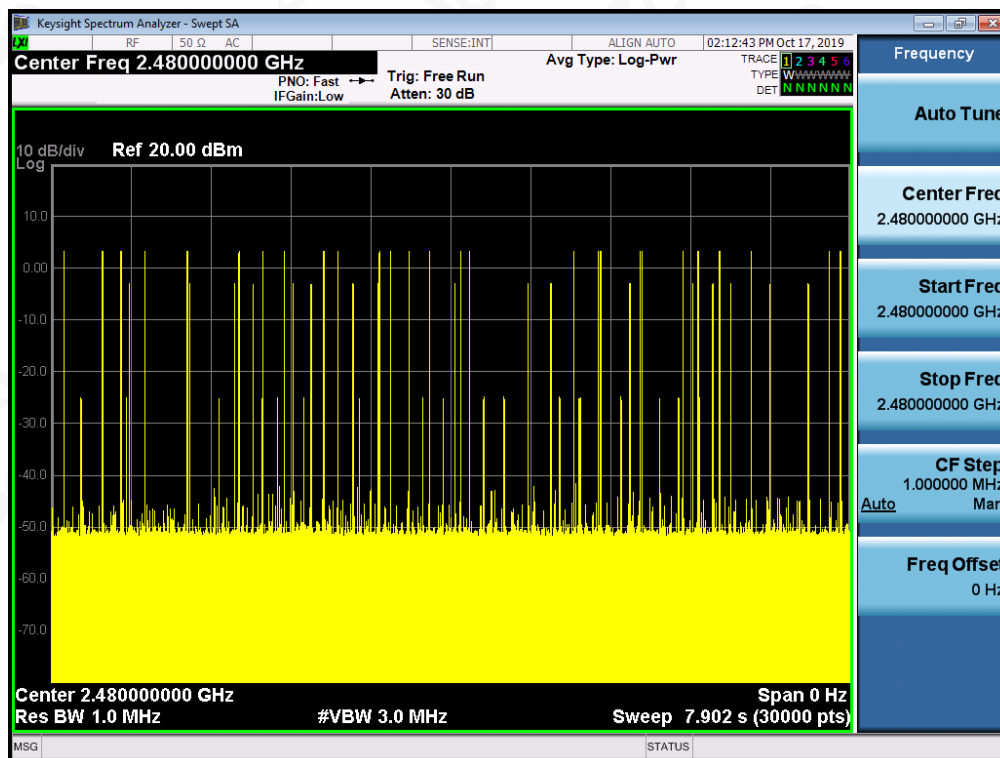 Keysight Spectrum Analyzer - Swept SA
LXI RF 50 Ω AC SENSE:INT ALIGN AUTO 02:12:43 PM Oct 17, 2019
Center Freq 2.480000000 GHz
PNO: Fast
IFGain:Low
Trig: Free Run
Atten: 30 dB
Avg Type: Log-Pwr
TRACE 1 2 3 4 5 6
TYPE WWWWWW
DET N N N N N N
10 dB/div
Log
Ref 20.00 dBm
10.0
0.00
-10.0
-20.0
-30.0
-40.0
-50.0
-60.0
-70.0
Center 2.480000000 GHz
Span 0 Hz
Res BW 1.0 MHz
#VBW 3.0 MHz
Sweep 7.902 s (30000 pts)
MSG
STATUS
Frequency
Auto Tune
Center Freq
2.480000000 GHz
Start Freq
2.480000000 GHz
Stop Freq
2.480000000 GHz
CF Step
1.000000 MHz
Auto Man
Freq Offset
0 Hz